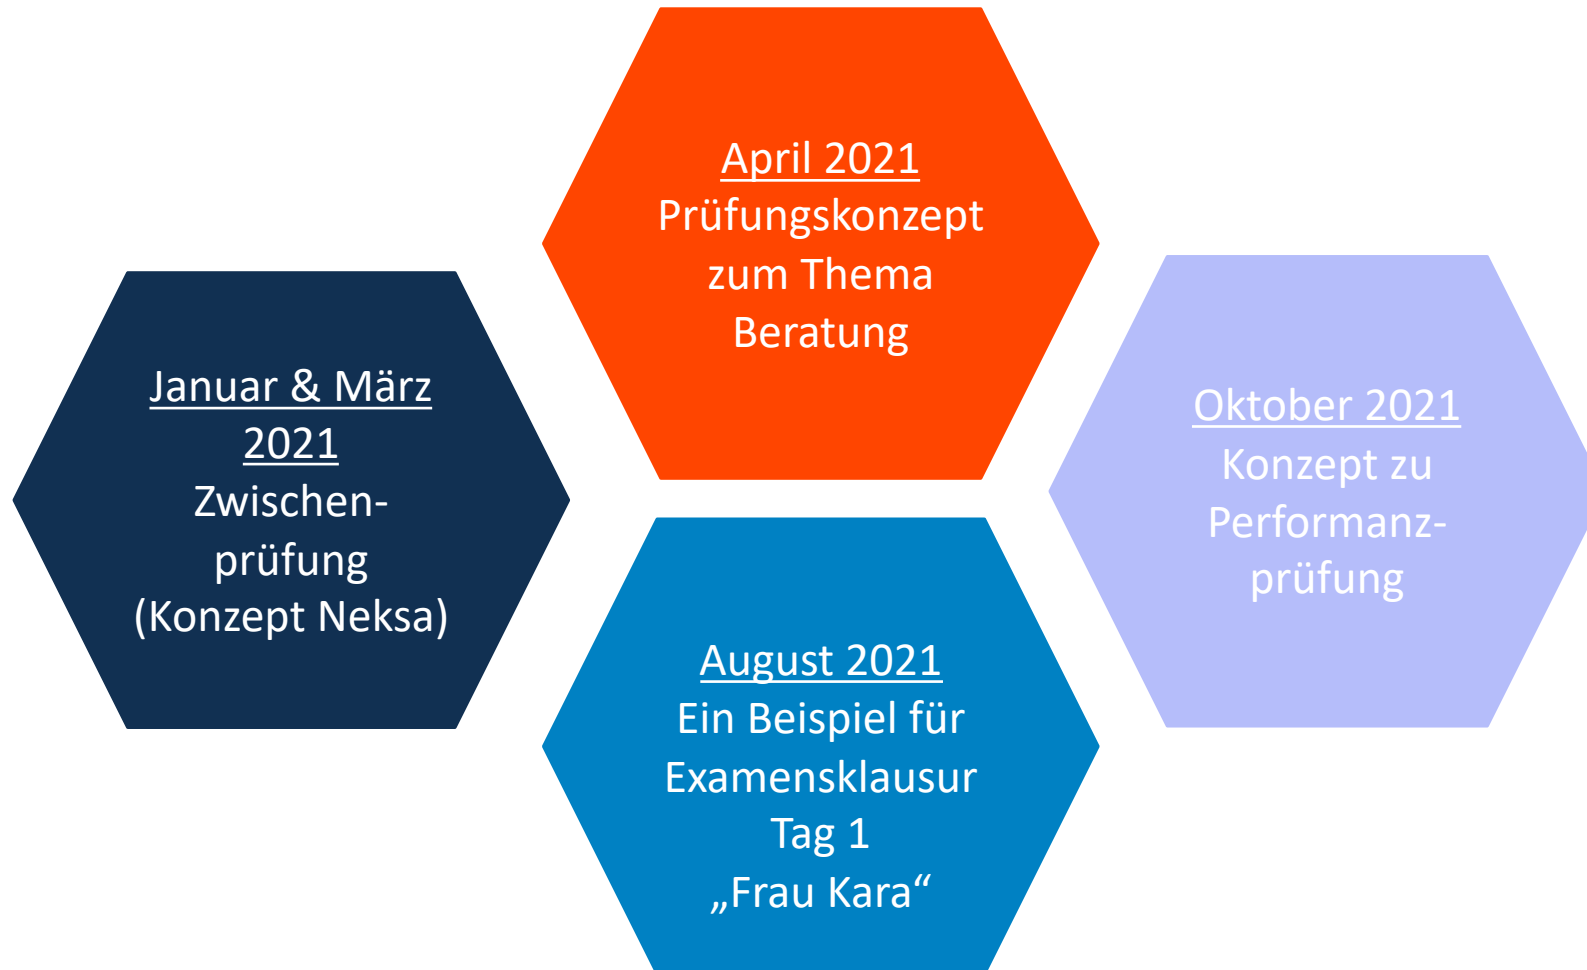 Januar & März
2021
Zwischen-
prüfung
(Konzept Neksa)
April 2021
Prüfungskonzept
zum Thema
Beratung
August 2021
Ein Beispiel für
Examensklausur
Tag 1
„Frau Kara“
Oktober 2021
Konzept zu
Performanz-
prüfung